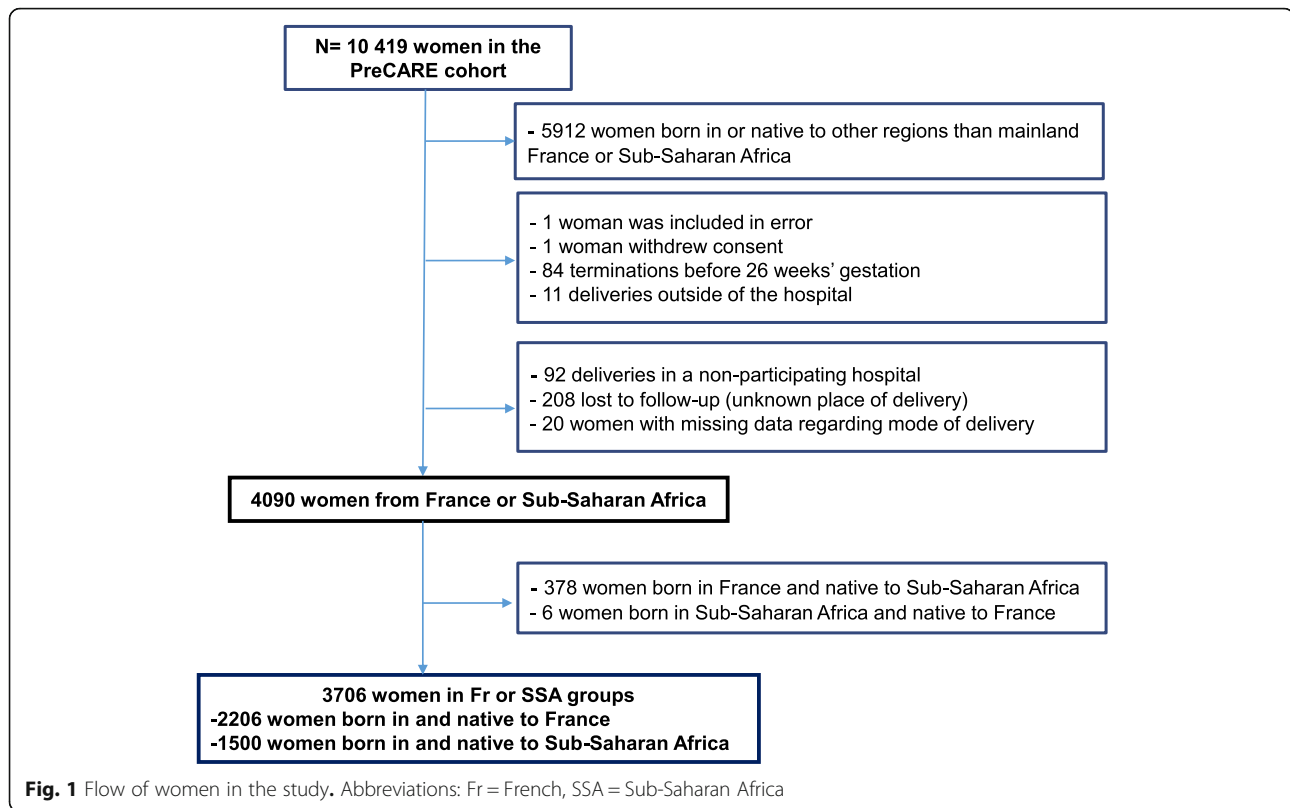 N= 10 419 women in the
PreCARE cohort
- 5912 women born in or native to other regions than mainland
France or Sub-Saharan Africa
- 1 woman was included in error
- 1 woman withdrew consent
- 84 terminations before 26 weeks’ gestation
- 11 deliveries outside of the hospital
- 92 deliveries in a non-participating hospital
- 208 lost to follow-up (unknown place of delivery)
- 20 women with missing data regarding mode of delivery
4090 women from France or Sub-Saharan Africa
- 378 women born in France and native to Sub-Saharan Africa
- 6 women born in Sub-Saharan Africa and native to France
3706 women in Fr or SSA groups
-2206 women born in and native to France
-1500 women born in and native to Sub-Saharan Africa
Fig. 1 Flow of women in the study. Abbreviations: Fr = French, SSA = Sub-Saharan Africa